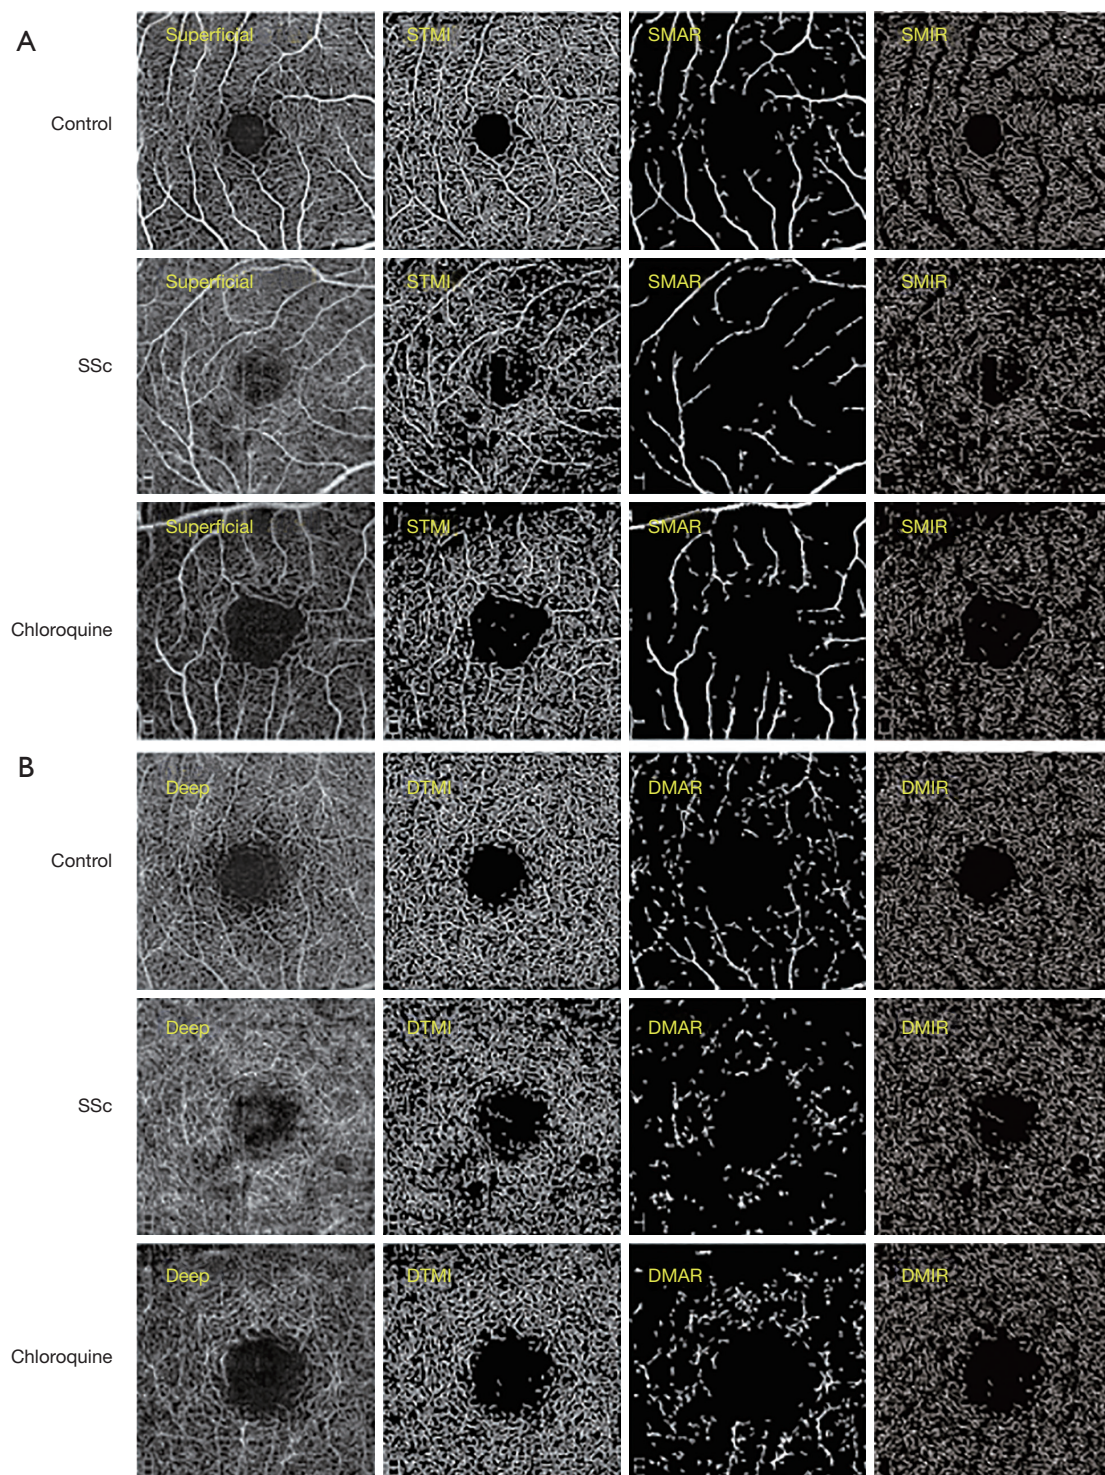 A
Superficial STMI SMAR SMIR
Control
Superficial STMI SMAR SMIR
SSc
Superficial STMI SMAR SMIR
Chloroquine
B
Deep DTMI DMAR DMIR
Control
Deep DTMI DMAR DMIR
SSc
Deep DTMI DMAR DMIR
Chloroquine